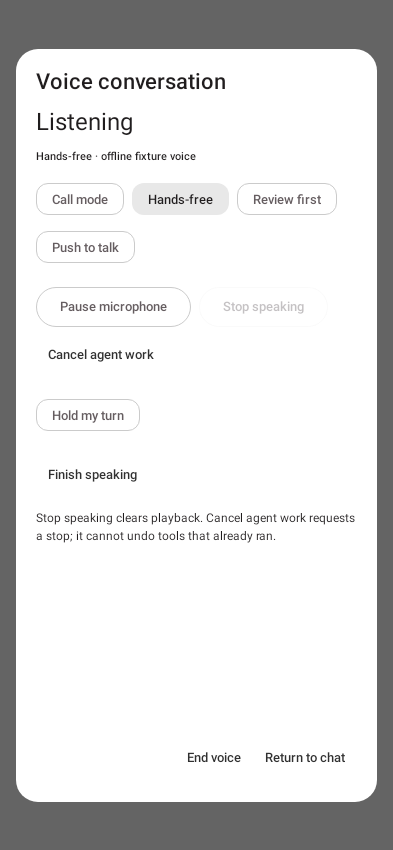 Voice conversation
Listening
Hands-free · offline fixture voice
Call mode Hands-free Review first
Push to talk
Pause microphone Stop speaking
Cancel agent work
Hold my turn
Finish speaking
Stop speaking clears playback. Cancel agent work requests
a stop; it cannot undo tools that already ran.
End voice Return to chat